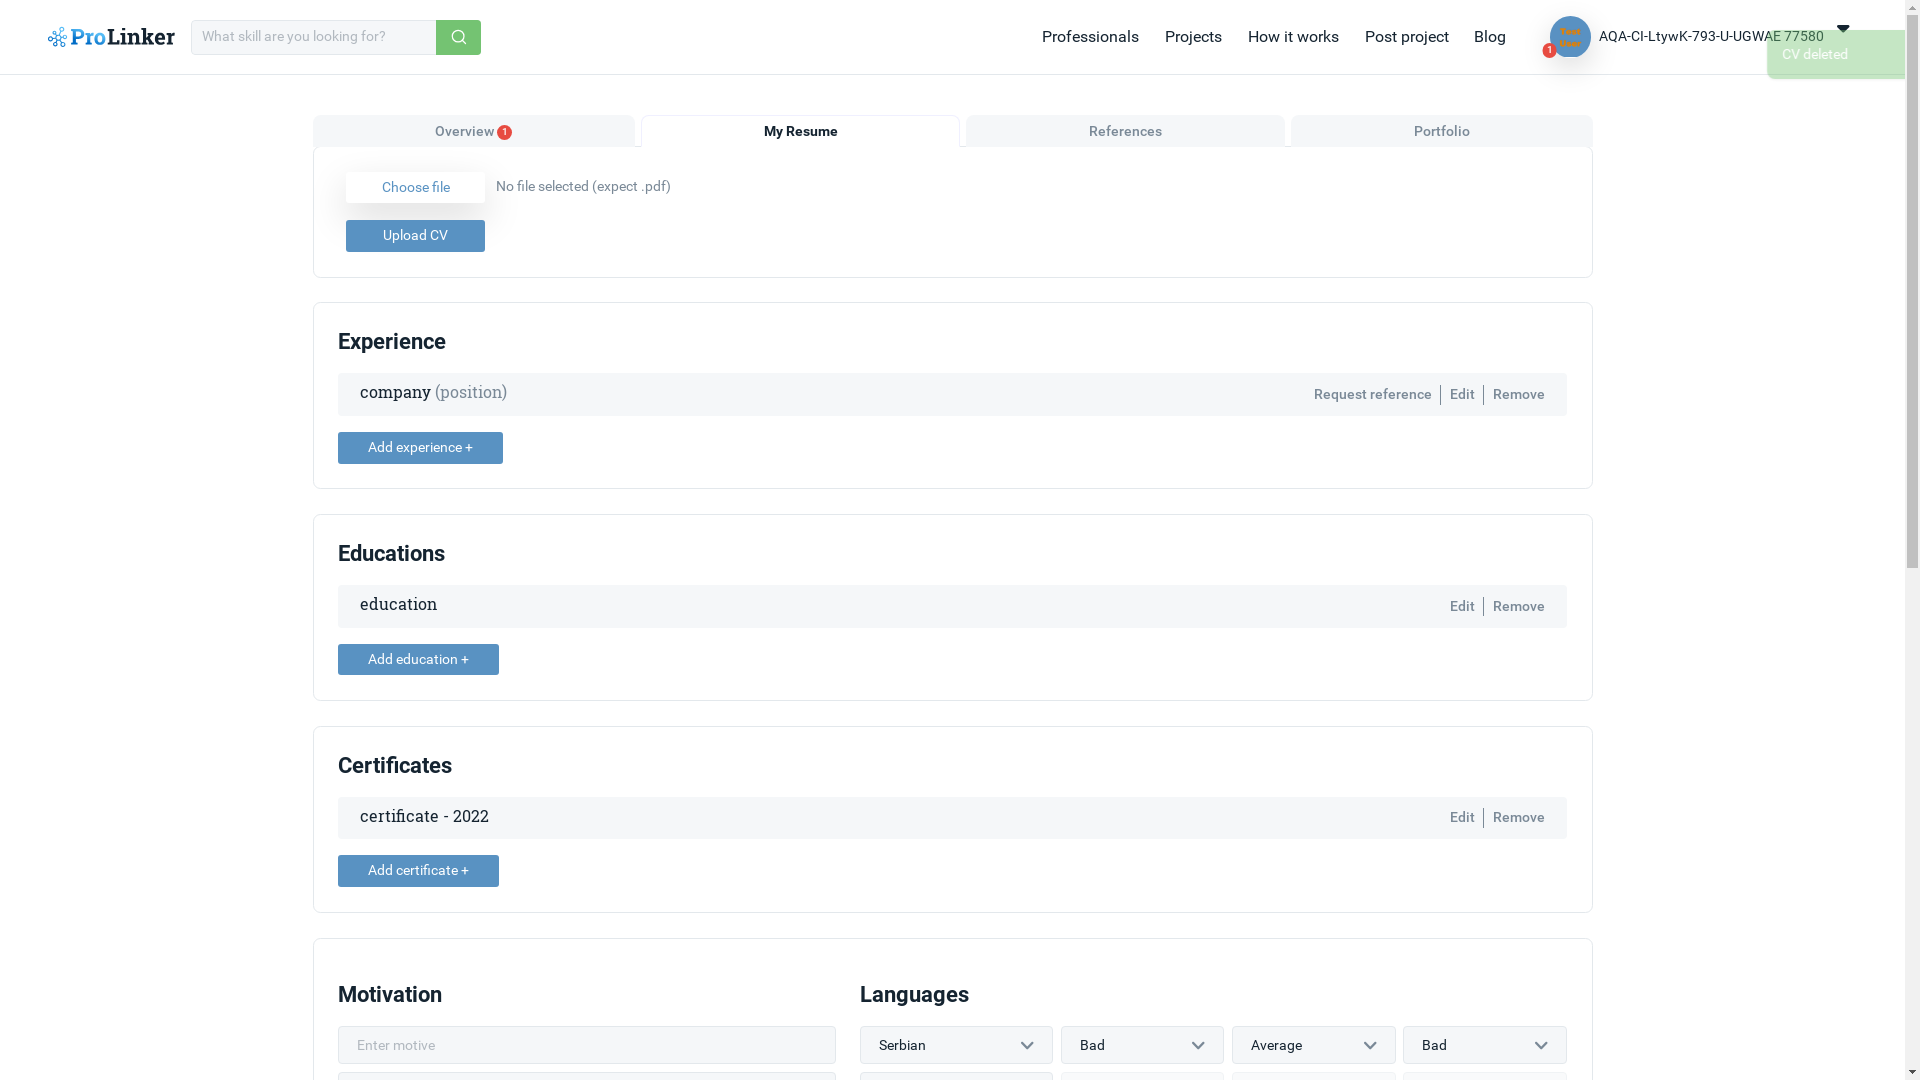 ProLinker
What skill are you looking for?
Professionals
Projects
How it works
Post project
Blog
Test
User
1
AQA-CI-LtywK-793-U-UGWAE 77580
CV deleted
Overview 1
My Resume
References
Portfolio
Choose file
No file selected (expect .pdf)
Upload CV
Experience
company (position)
Request reference
Edit
Remove
Add experience +
Educations
education
Edit
Remove
Add education +
Certificates
certificate - 2022
Edit
Remove
Add certificate +
Motivation
Languages
Enter motive
Serbian
Bad
Average
Bad